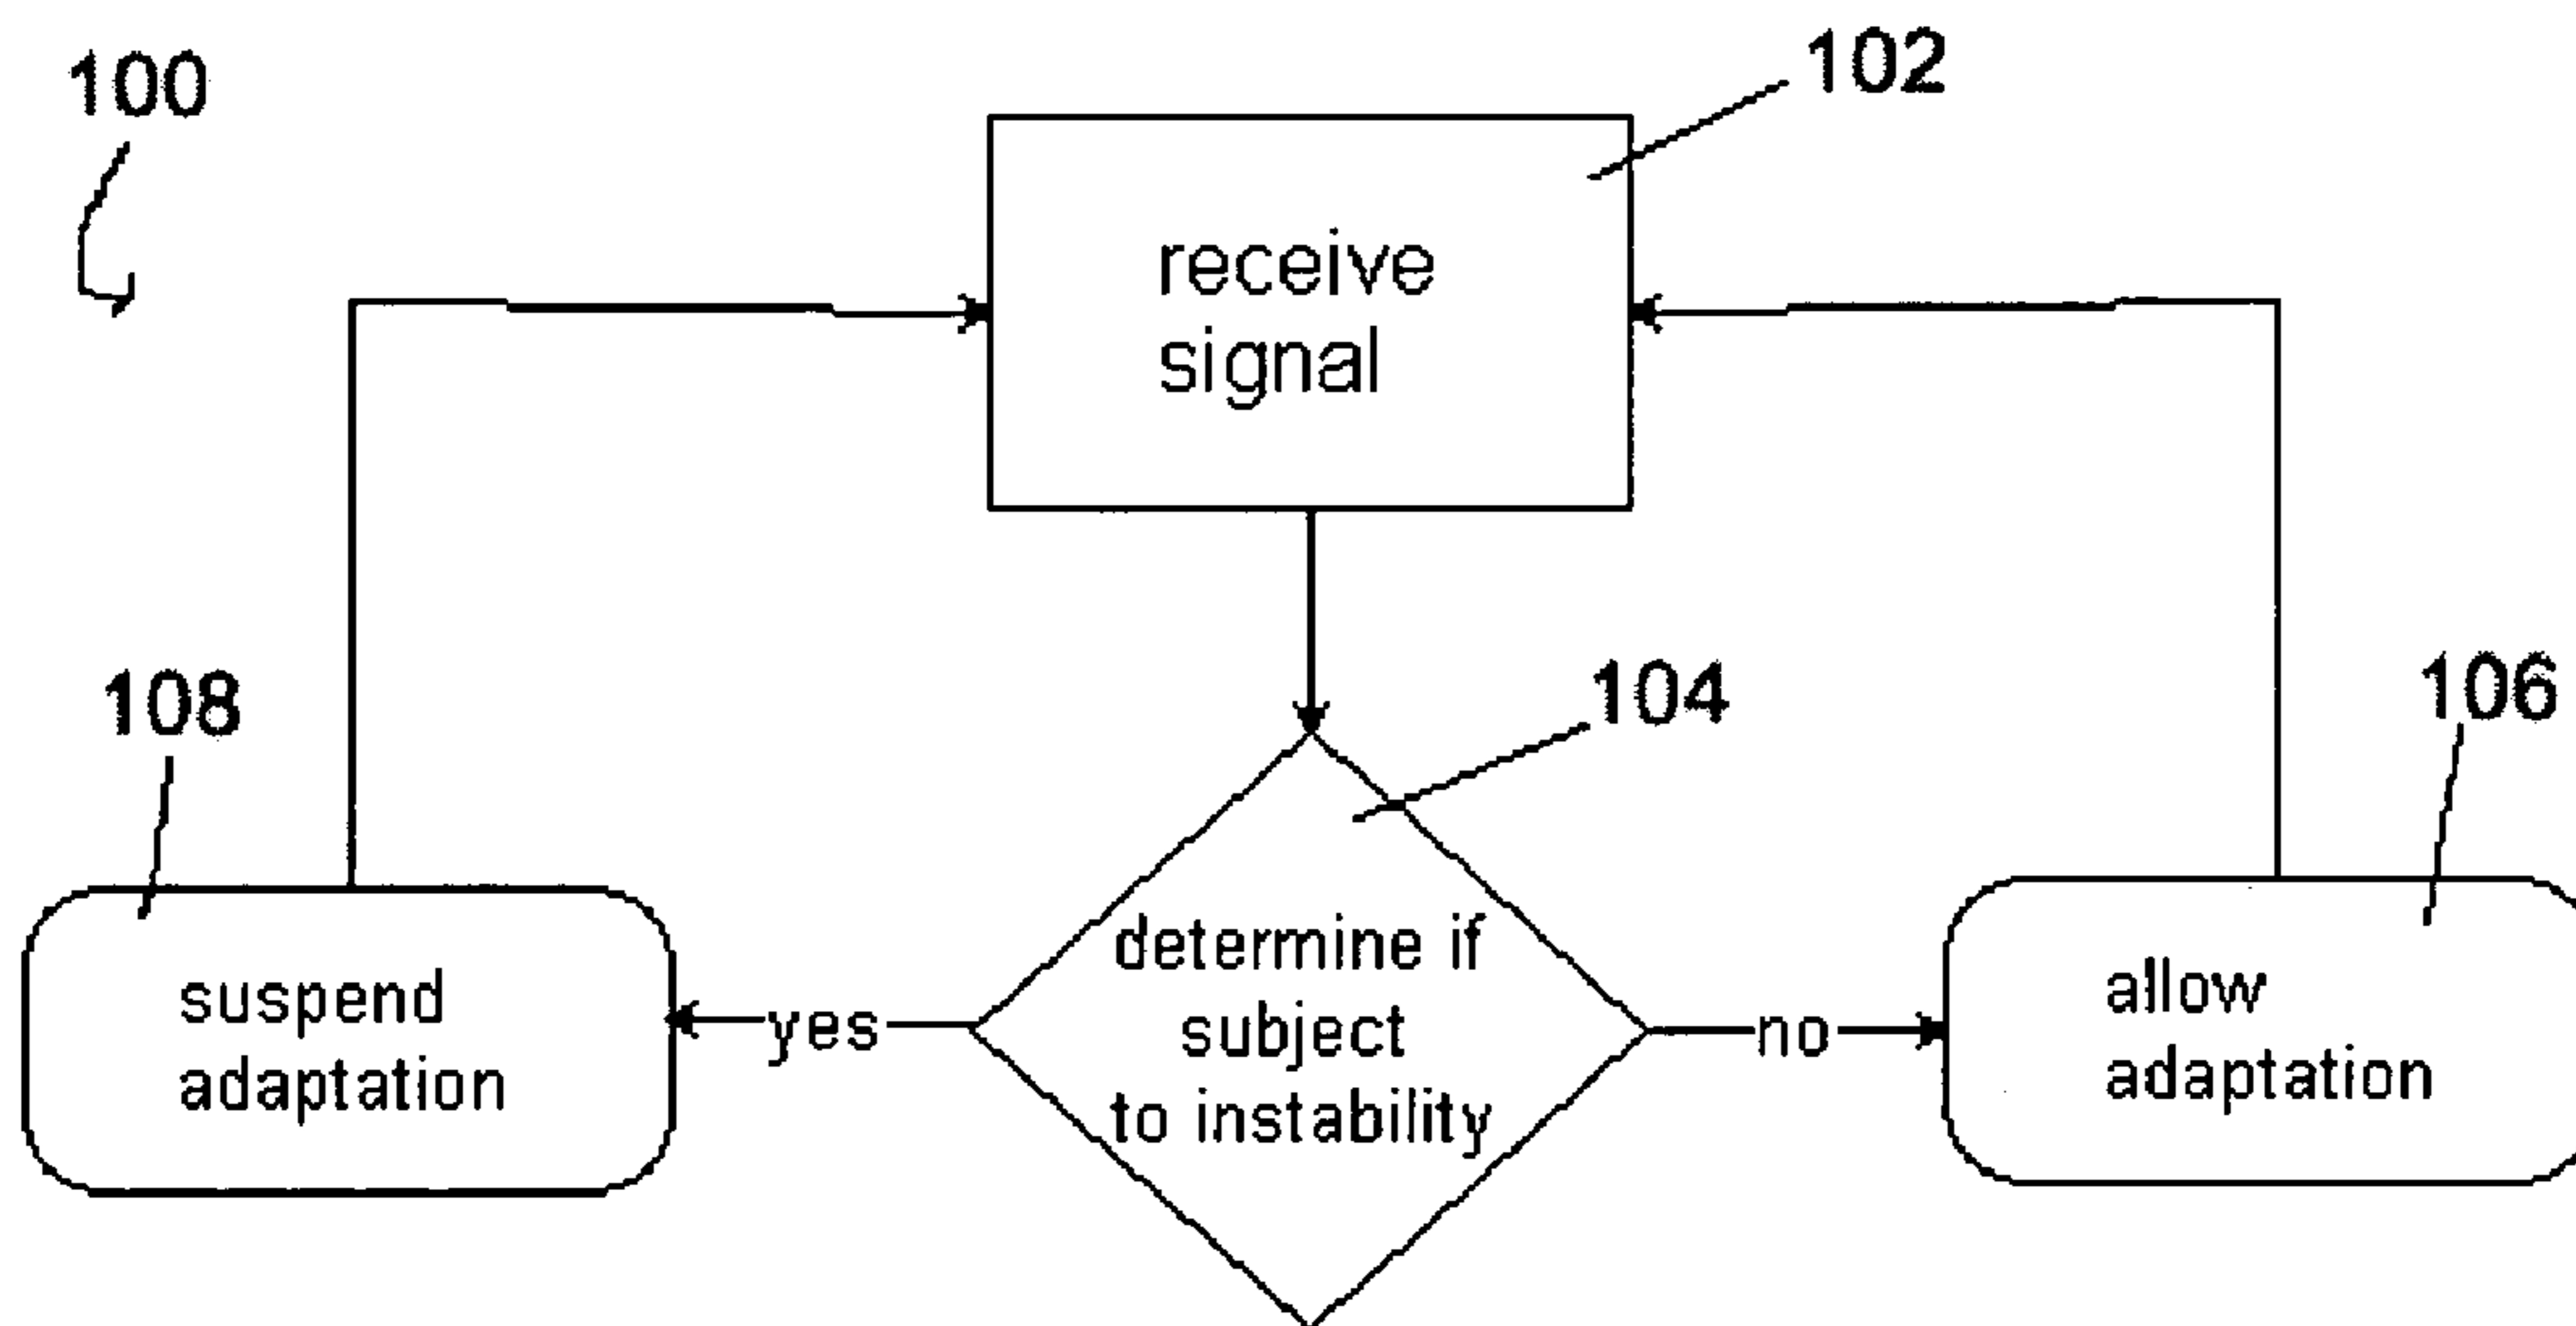 100
102
receive
signal
108
104
106
determine if
subject
to instability
yes
no
suspend
adaptation
allow
adaptation